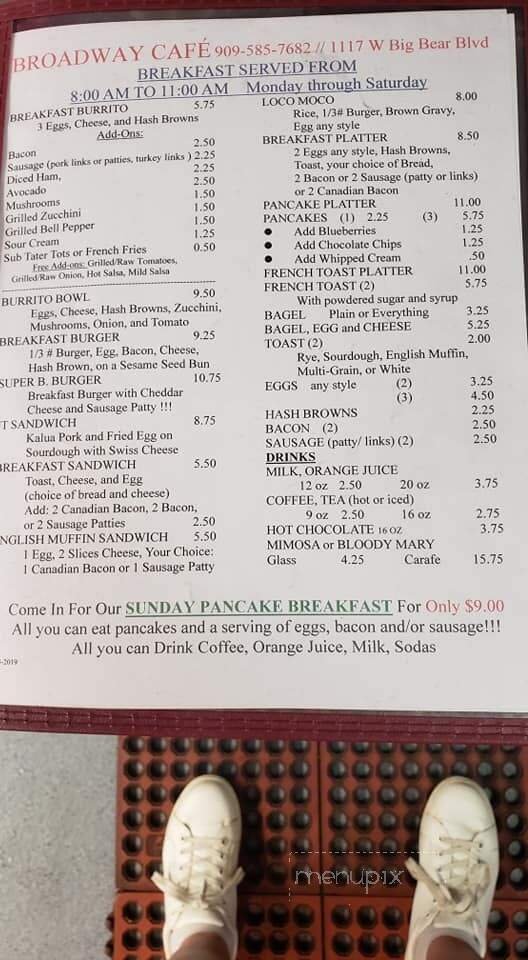 BROADWAY CAFÉ 909-585-7682 // 1117 W Big Bear Blvd
BREAKFAST SERVED FROM
8:00 AM TO 11:00 AM Monday through Saturday
BREAKFAST BURRITO 5.75
3 Eggs, Cheese, and Hash Browns
Add-Ons:
Bacon 2.50
Sausage (pork links or patties, turkey links ) 2.25
Diced Ham, 2.25
Avocado 2.50
Mushrooms 1.50
Grilled Zucchini 1.50
Grilled Bell Pepper 1.50
Sour Cream 1.25
Sub Tater Tots or French Fries 0.50
Free Add-ons: Grilled/Raw Tomatoes,
Grilled/Raw Onion, Hot Salsa, Mild Salsa
BURRITO BOWL 9.50
Eggs, Cheese, Hash Browns, Zucchini,
Mushrooms, Onion, and Tomato
BREAKFAST BURGER 9.25
1/3 # Burger, Egg, Bacon, Cheese,
Hash Brown, on a Sesame Seed Bun
SUPER B. BURGER 10.75
Breakfast Burger with Cheddar
Cheese and Sausage Patty !!!
T SANDWICH 8.75
Kalua Pork and Fried Egg on
Sourdough with Swiss Cheese
BREAKFAST SANDWICH 5.50
Toast, Cheese, and Egg
(choice of bread and cheese)
Add: 2 Canadian Bacon, 2 Bacon,
or 2 Sausage Patties 2.50
NGLISH MUFFIN SANDWICH 5.50
1 Egg, 2 Slices Cheese, Your Choice:
1 Canadian Bacon or 1 Sausage Patty
LOCO MOCO 8.00
Rice, 1/3# Burger, Brown Gravy,
Egg any style
BREAKFAST PLATTER 8.50
2 Eggs any style, Hash Browns,
Toast, your choice of Bread,
2 Bacon or 2 Sausage (patty or links)
or 2 Canadian Bacon
PANCAKE PLATTER 11.00
PANCAKES (1) 2.25 (3) 5.75
● Add Blueberries 1.25
● Add Chocolate Chips 1.25
● Add Whipped Cream .50
FRENCH TOAST PLATTER 11.00
FRENCH TOAST (2) 5.75
With powdered sugar and syrup
BAGEL Plain or Everything 3.25
BAGEL, EGG and CHEESE 5.25
TOAST (2) 2.00
Rye, Sourdough, English Muffin,
Multi-Grain, or White
EGGS any style (2) 3.25
(3) 4.50
HASH BROWNS 2.25
BACON (2) 2.50
SAUSAGE (patty/ links) (2) 2.50
DRINKS
MILK, ORANGE JUICE
12 oz 2.50 20 oz 3.75
COFFEE, TEA (hot or iced)
9 oz 2.50 16 oz 2.75
HOT CHOCOLATE 16 OZ 3.75
MIMOSA or BLOODY MARY
Glass 4.25 Carafe 15.75
Come In For Our SUNDAY PANCAKE BREAKFAST For Only $9.00
All you can eat pancakes and a serving of eggs, bacon and/or sausage!!!
All you can Drink Coffee, Orange Juice, Milk, Sodas
-2019
menupix